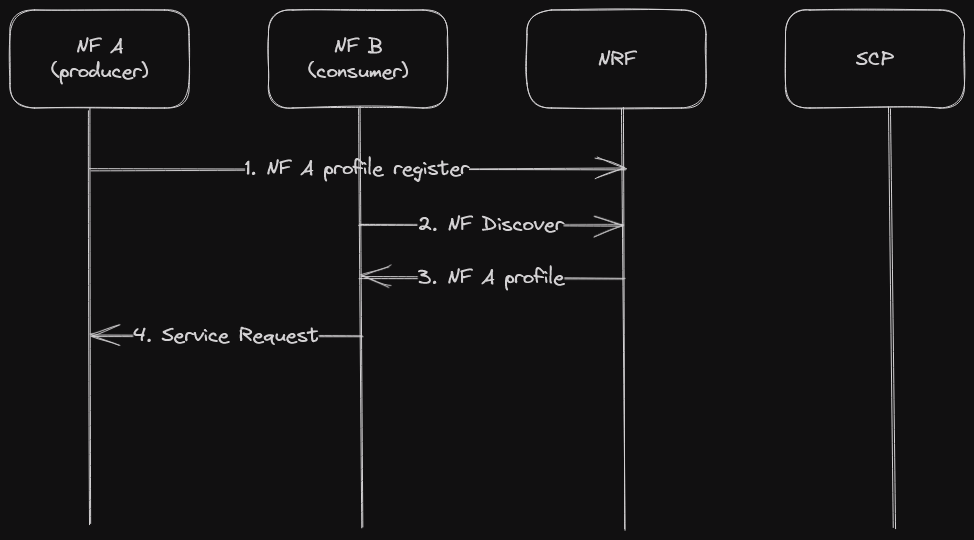 NF A
(producer)
NF B
(consumer)
NRF
SCP
1. NF A profile register
2. NF Discover
3. NF A profile
4. Service Request